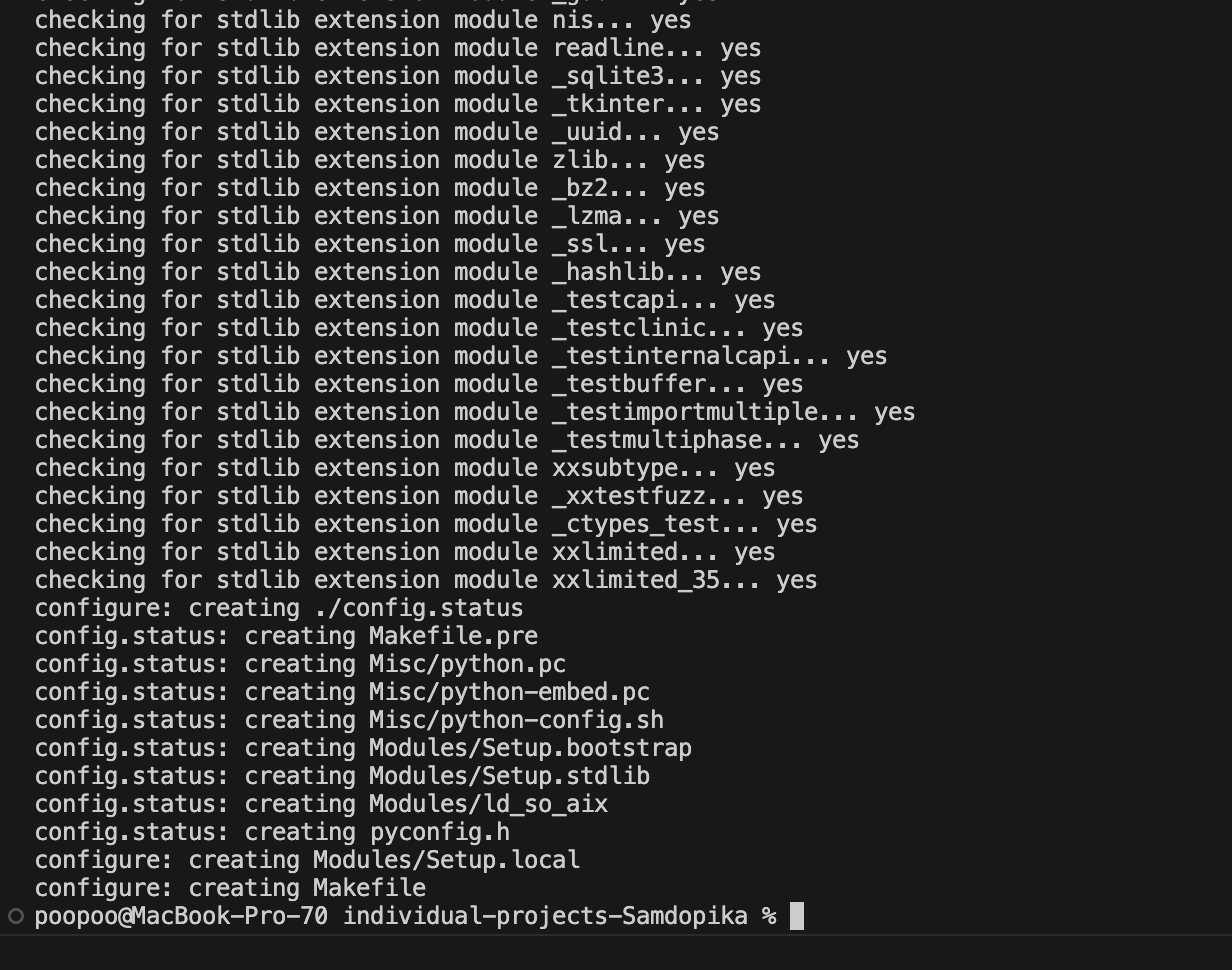 checking for stdlib extension module nis... yes
checking for stdlib extension module readline... yes
checking for stdlib extension module _sqlite3... yes
checking for stdlib extension module _tkinter... yes
checking for stdlib extension module _uuid... yes
checking for stdlib extension module zlib... yes
checking for stdlib extension module _bz2... yes
checking for stdlib extension module _lzma... yes
checking for stdlib extension module _ssl... yes
checking for stdlib extension module _hashlib... yes
checking for stdlib extension module _testcapi... yes
checking for stdlib extension module _testclinic... yes
checking for stdlib extension module _testinternalcapi... yes
checking for stdlib extension module _testbuffer... yes
checking for stdlib extension module _testimportmultiple... yes
checking for stdlib extension module _testmultiphase... yes
checking for stdlib extension module xxsubtype... yes
checking for stdlib extension module _xxtestfuzz... yes
checking for stdlib extension module _ctypes_test... yes
checking for stdlib extension module xxlimited... yes
checking for stdlib extension module xxlimited_35... yes
configure: creating ./config.status
config.status: creating Makefile.pre
config.status: creating Misc/python.pc
config.status: creating Misc/python-embed.pc
config.status: creating Misc/python-config.sh
config.status: creating Modules/Setup.bootstrap
config.status: creating Modules/Setup.stdlib
config.status: creating Modules/ld_so_aix
config.status: creating pyconfig.h
configure: creating Modules/Setup.local
configure: creating Makefile
poopoo@MacBook-Pro-70 individual-projects-Samdopika %